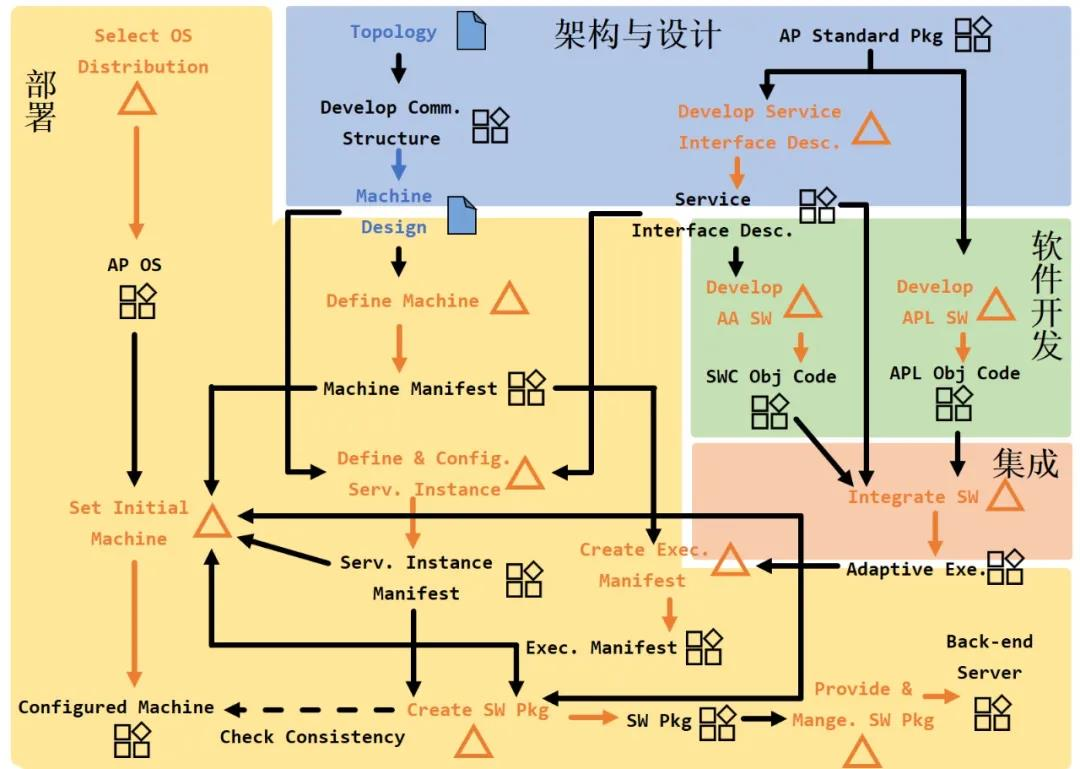 部署
Select OS
Distribution
AP OS
Set Initial
Machine
Configured Machine
架构与设计
Topology
Develop Comm.
Structure
Machine
Design
AP Standard Pkg
Develop Service
Interface Desc.
Service
Interface Desc.
Define Machine
Machine Manifest
Define & Config.
Serv. Instance
Serv. Instance
Manifest
软件开发
Develop
AA SW
SWC Obj Code
Develop
APL SW
APL Obj Code
集成
Integrate SW
Adaptive Exe.
Create Exec.
Manifest
Exec. Manifest
Create SW Pkg
Check Consistency
SW Pkg
Provide &
Mange. SW Pkg
Back-end
Server